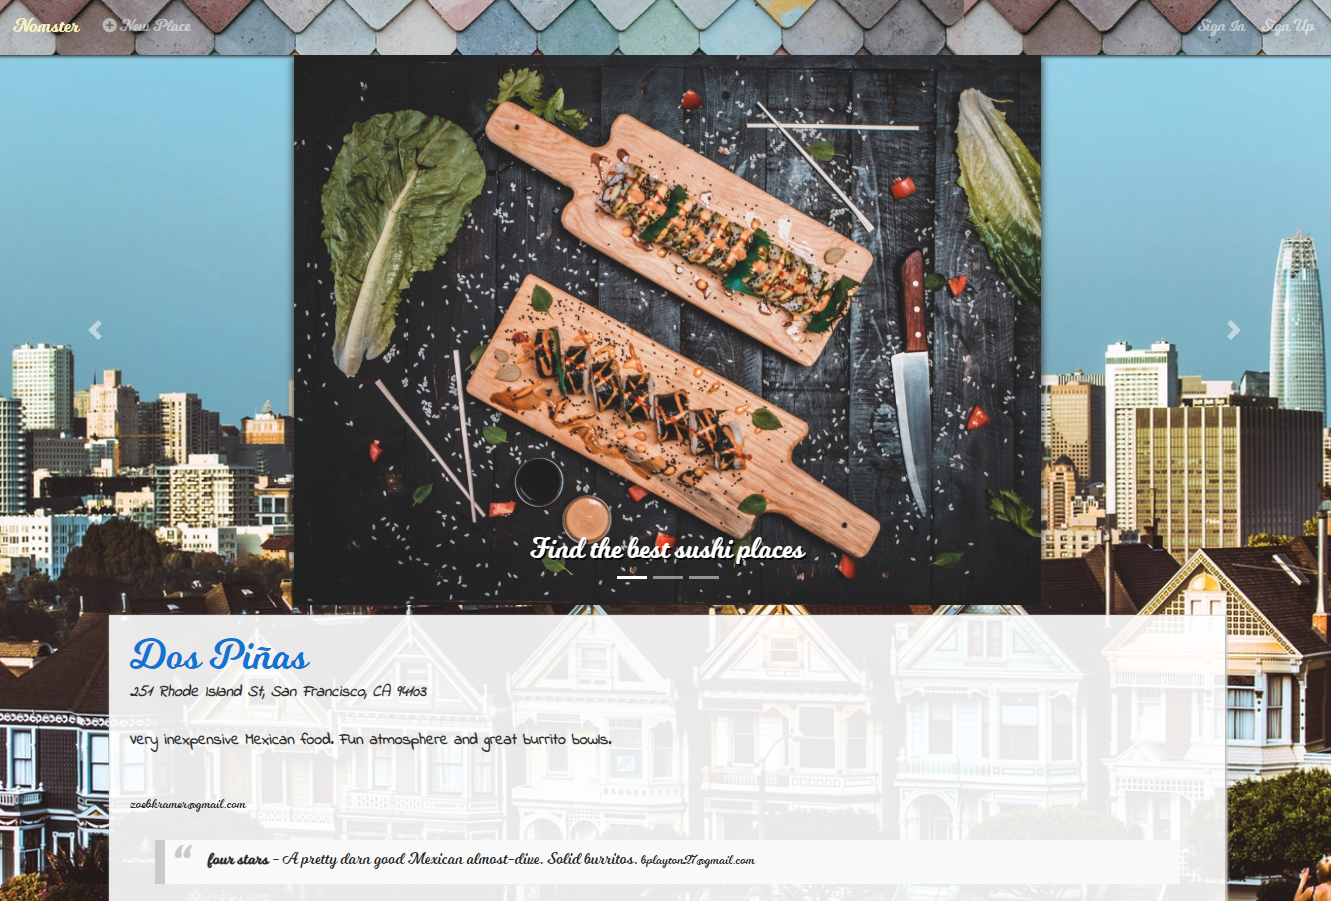 Nomster New Place Sign In Sign Up
Find the best sushi places
Dos Piñas
251 Rhode Island St, San Francisco, CA 94103
Very inexpensive Mexican food. Fun atmosphere and great burrito bowls.
zoebkramer@gmail.com
“ four stars - A pretty darn good Mexican almost-dive. Solid burritos. bplayton27@gmail.com